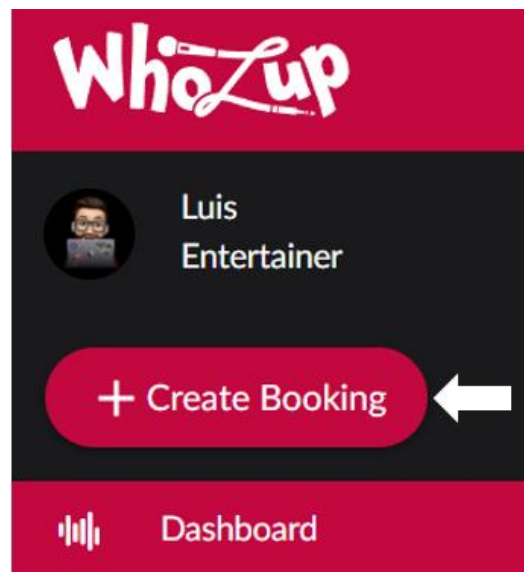 WhoZup
Luis
Entertainer
+ Create Booking
Dashboard